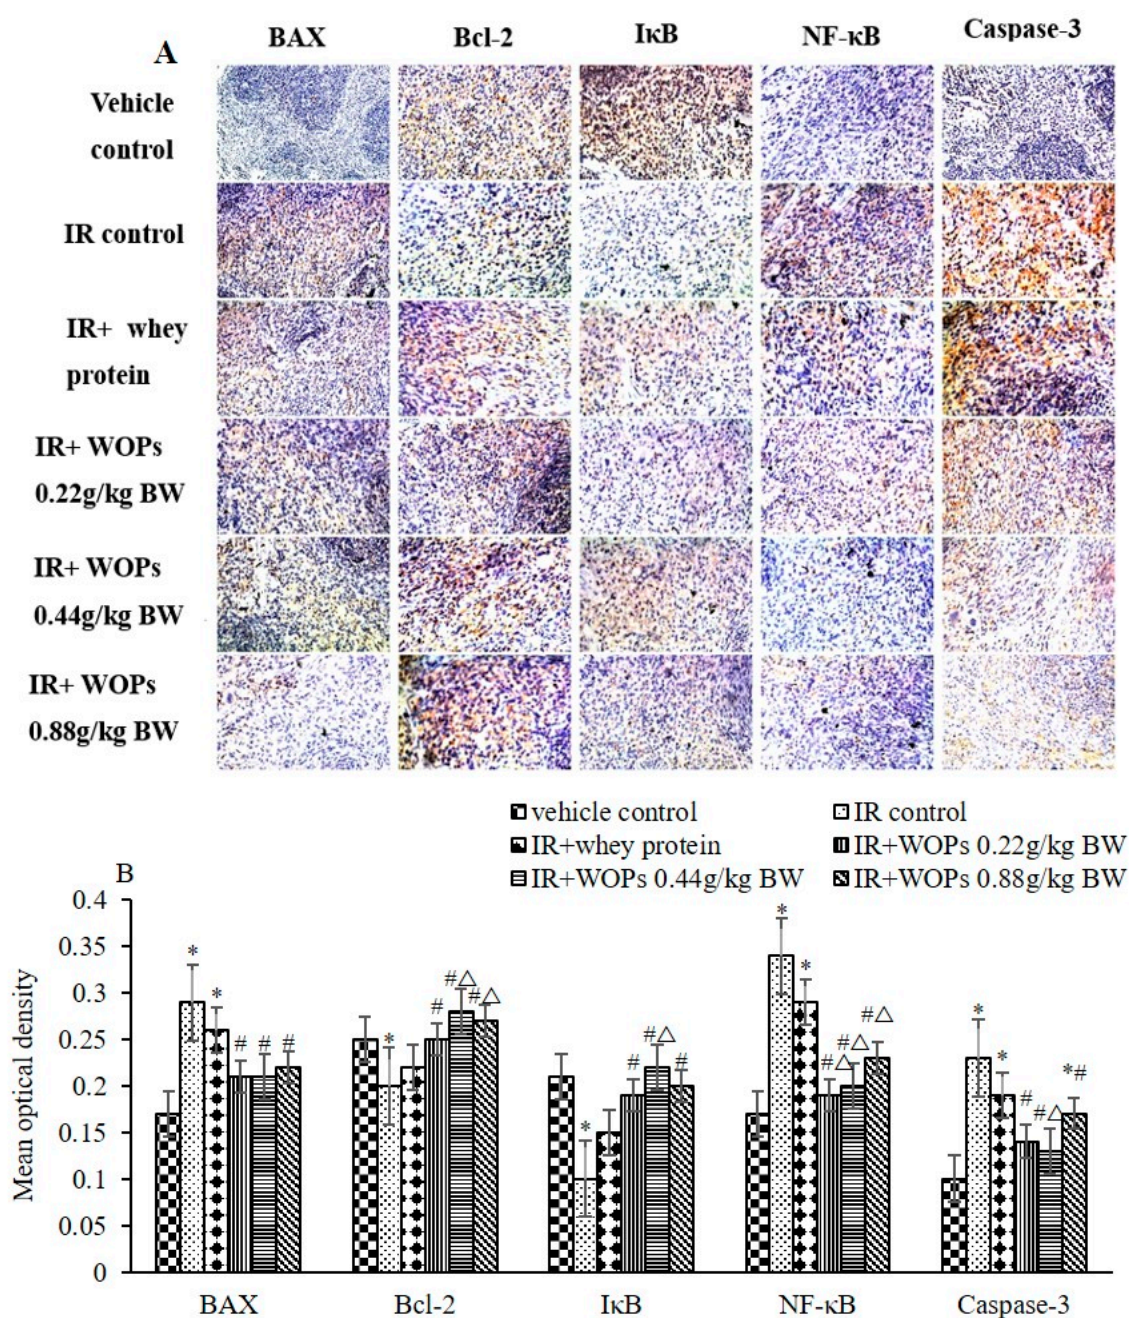 A
BAX Bcl-2 IκB NF-κB Caspase-3
Vehicle
control
IR control
IR+ whey
protein
IR+ WOPs
0.22g/kg BW
IR+ WOPs
0.44g/kg BW
IR+ WOPs
0.88g/kg BW
vehicle control IR control
IR+whey protein IR+WOPs 0.22g/kg BW
IR+WOPs 0.44g/kg BW IR+WOPs 0.88g/kg BW
B
Mean optical density
0.4
0.35
0.3
0.25
0.2
0.15
0.1
0.05
0
* * # # #
* # #△ #△
* # #△ #
* * #△ #△ #△
* * # #△ *#
BAX Bcl-2 IκB NF-κB Caspase-3